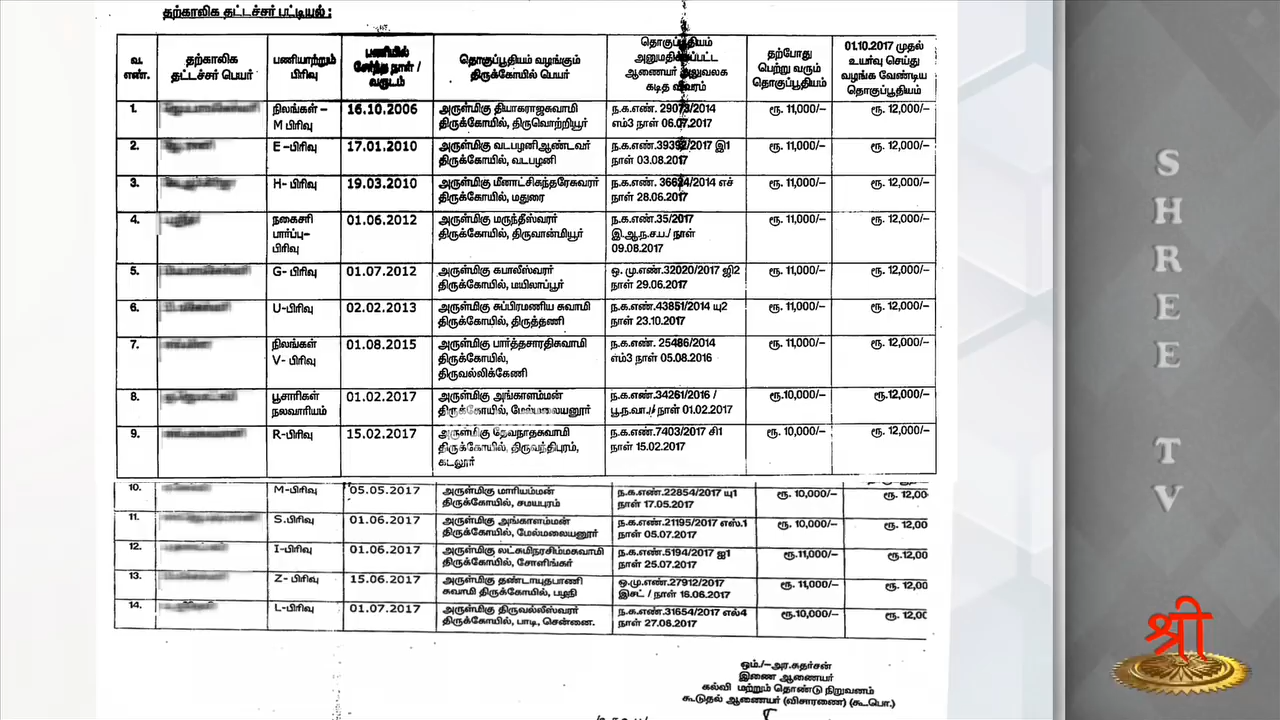 தற்காலிக தட்டச்சர் பட்டியல் :
வ. எண். தற்காலிக தட்டச்சர் பெயர் பணியாற்றும் பிரிவு பணியில் சேர்ந்த நாள் / வருடம் தொகுப்பூதியம் வழங்கும் திருக்கோயில் பெயர் தொகுப்பூதியம் அனுமதிக்கப்பட்ட ஆணையர் அலுவலக கடித விவரம் தற்போது பெற்று வரும் தொகுப்பூதியம் 01.10.2017 முதல் உயர்வு செய்து வழங்க வேண்டிய தொகுப்பூதியம்
1. நிலங்கள் – M பிரிவு 16.10.2006 அருள்மிகு தியாகராஜசுவாமி திருக்கோயில், திருவொற்றியூர் ந.க.எண். 29073/2014 எம்3 நாள் 06.07.2017 ரூ. 11,000/– ரூ. 12,000/–
2. E –பிரிவு 17.01.2010 அருள்மிகு வடபழனிஆண்டவர் திருக்கோயில், வடபழனி ந.க.எண்.39392/2017 இ1 நாள் 03.08.2017 ரூ. 11,000/– ரூ. 12,000/–
3. H– பிரிவு 19.03.2010 அருள்மிகு மீனாட்சிசுந்தரேசுவரர் திருக்கோயில், மதுரை ந.க.எண். 36624/2014 எச் நாள் 28.06.2017 ரூ. 11,000/– ரூ. 12,000/–
4. நகைசரி பார்ப்பு– பிரிவு 01.06.2012 அருள்மிகு மருந்தீஸ்வரர் திருக்கோயில், திருவான்மியூர் ந.க.எண்.35/2017 இ.ஆ.ந.ச.ப./ நாள் 09.08.2017 ரூ. 11,000/– ரூ. 12,000/–
5. G– பிரிவு 01.07.2012 அருள்மிகு கபாலீஸ்வரர் திருக்கோயில், மயிலாப்பூர் ஒ. மு.எண்.32020/2017 ஜி2 நாள் 29.06.2017 ரூ. 11,000/– ரூ. 12,000/–
6. U–பிரிவு 02.02.2013 அருள்மிகு சுப்பிரமணிய சுவாமி திருக்கோயில், திருத்தணி ந.க.எண்.43851/2014 யு2 நாள் 23.10.2017 ரூ. 11,000/– ரூ. 12,000/–
7. நிலங்கள் V– பிரிவு 01.08.2015 அருள்மிகு பார்த்தசாரதிசுவாமி திருக்கோயில், திருவல்லிக்கேணி ந.க.எண். 25486/2014 எம்3 நாள் 05.08.2016 ரூ. 11,000/– ரூ. 12,000/–
8. பூசாரிகள் நலவாரியம் 01.02.2017 அருள்மிகு அங்காளம்மன் திருக்கோயில், மேல்மலையனூர் ந.க.எண்.34261/2016 / பூ.ந.வா./ நாள் 01.02.2017 ரூ.10,000/– ரூ.12,000/–
9. R–பிரிவு 15.02.2017 அருள்மிகு தேவநாதசுவாமி திருக்கோயில், திருவந்திபுரம், கடலூர் ந.க.எண்.7403/2017 சி1 நாள் 15.02.2017 ரூ. 10,000/– ரூ. 12,000/–
10. M–பிரிவு 05.05.2017 அருள்மிகு மாரியம்மன் திருக்கோயில், சமயபுரம் ந.க.எண்.22854/2017 யு1 நாள் 17.05.2017 ரூ. 10,000/– ரூ. 12,00
11. S.பிரிவு 01.06.2017 அருள்மிகு அங்காளம்மன் திருக்கோயில், மேல்மலையனூர் ந.க.எண்.21195/2017 எஸ்.1 நாள் 05.07.2017 ரூ. 10,000/– ரூ. 12,00
12. I–பிரிவு 01.06.2017 அருள்மிகு லட்சுமிநரசிம்மசுவாமி திருக்கோயில், சோளிங்கர் ந.க.எண்.5194/2017 ஐ1 நாள் 25.07.2017 ரூ.11,000/– ரூ.12,00
13. Z– பிரிவு 15.06.2017 அருள்மிகு தண்டாயுதபாணி சுவாமி திருக்கோயில், பழநி ஒ.மு.எண்.27912/2017 இசட் / நாள் 16.06.2017 ரூ. 11,000/– ரூ. 12,00
14. L–பிரிவு 01.07.2017 அருள்மிகு திருவல்லீஸ்வரர் திருக்கோயில், பாடி, சென்னை. ந.க.எண்.31654/2017 எல்4 நாள் 27.06.2017 ரூ.10,000/– ரூ. 12,00
ஒம்./–அர.சுதர்சன்
இணை ஆணையர்
கல்வி மற்றும் தொண்டு நிறுவனம்
கூடுதல் ஆணையர் (விசாரணை) (கூ.பொ.)
SHREE TV
ஸ்ரீ